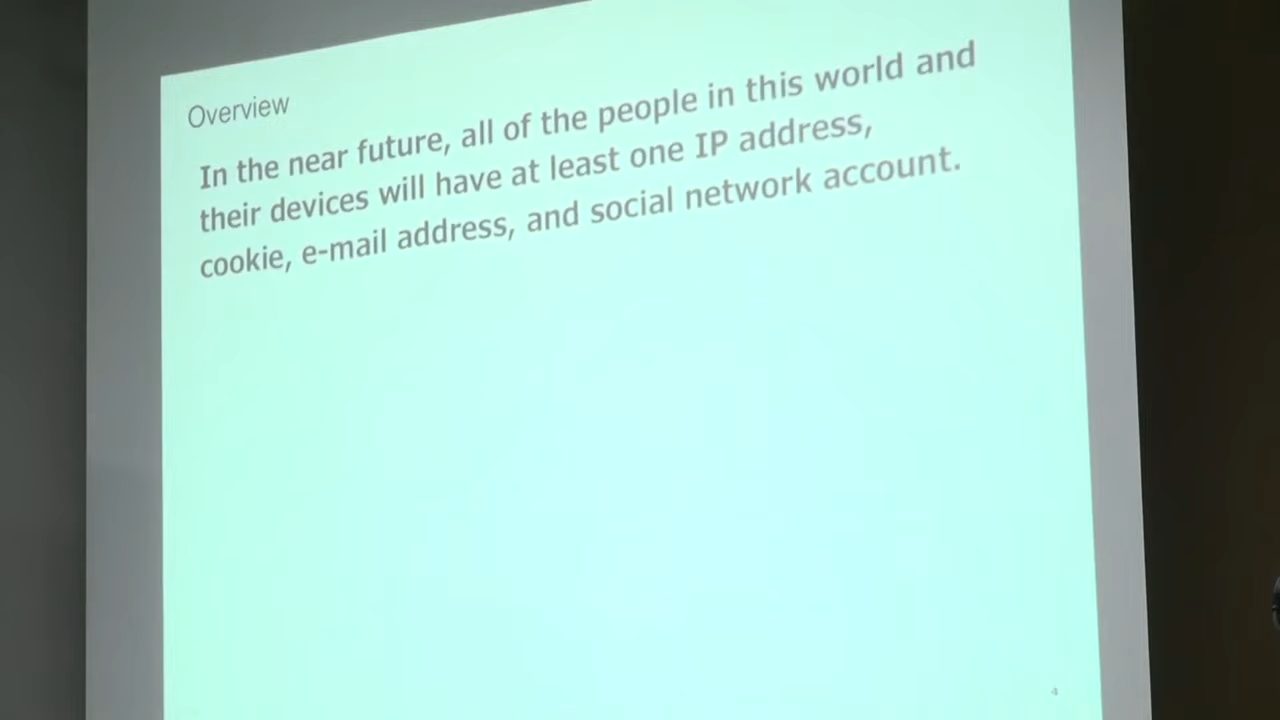 Overview
In the near future, all of the people in this world and
their devices will have at least one IP address,
cookie, e-mail address, and social network account.
4